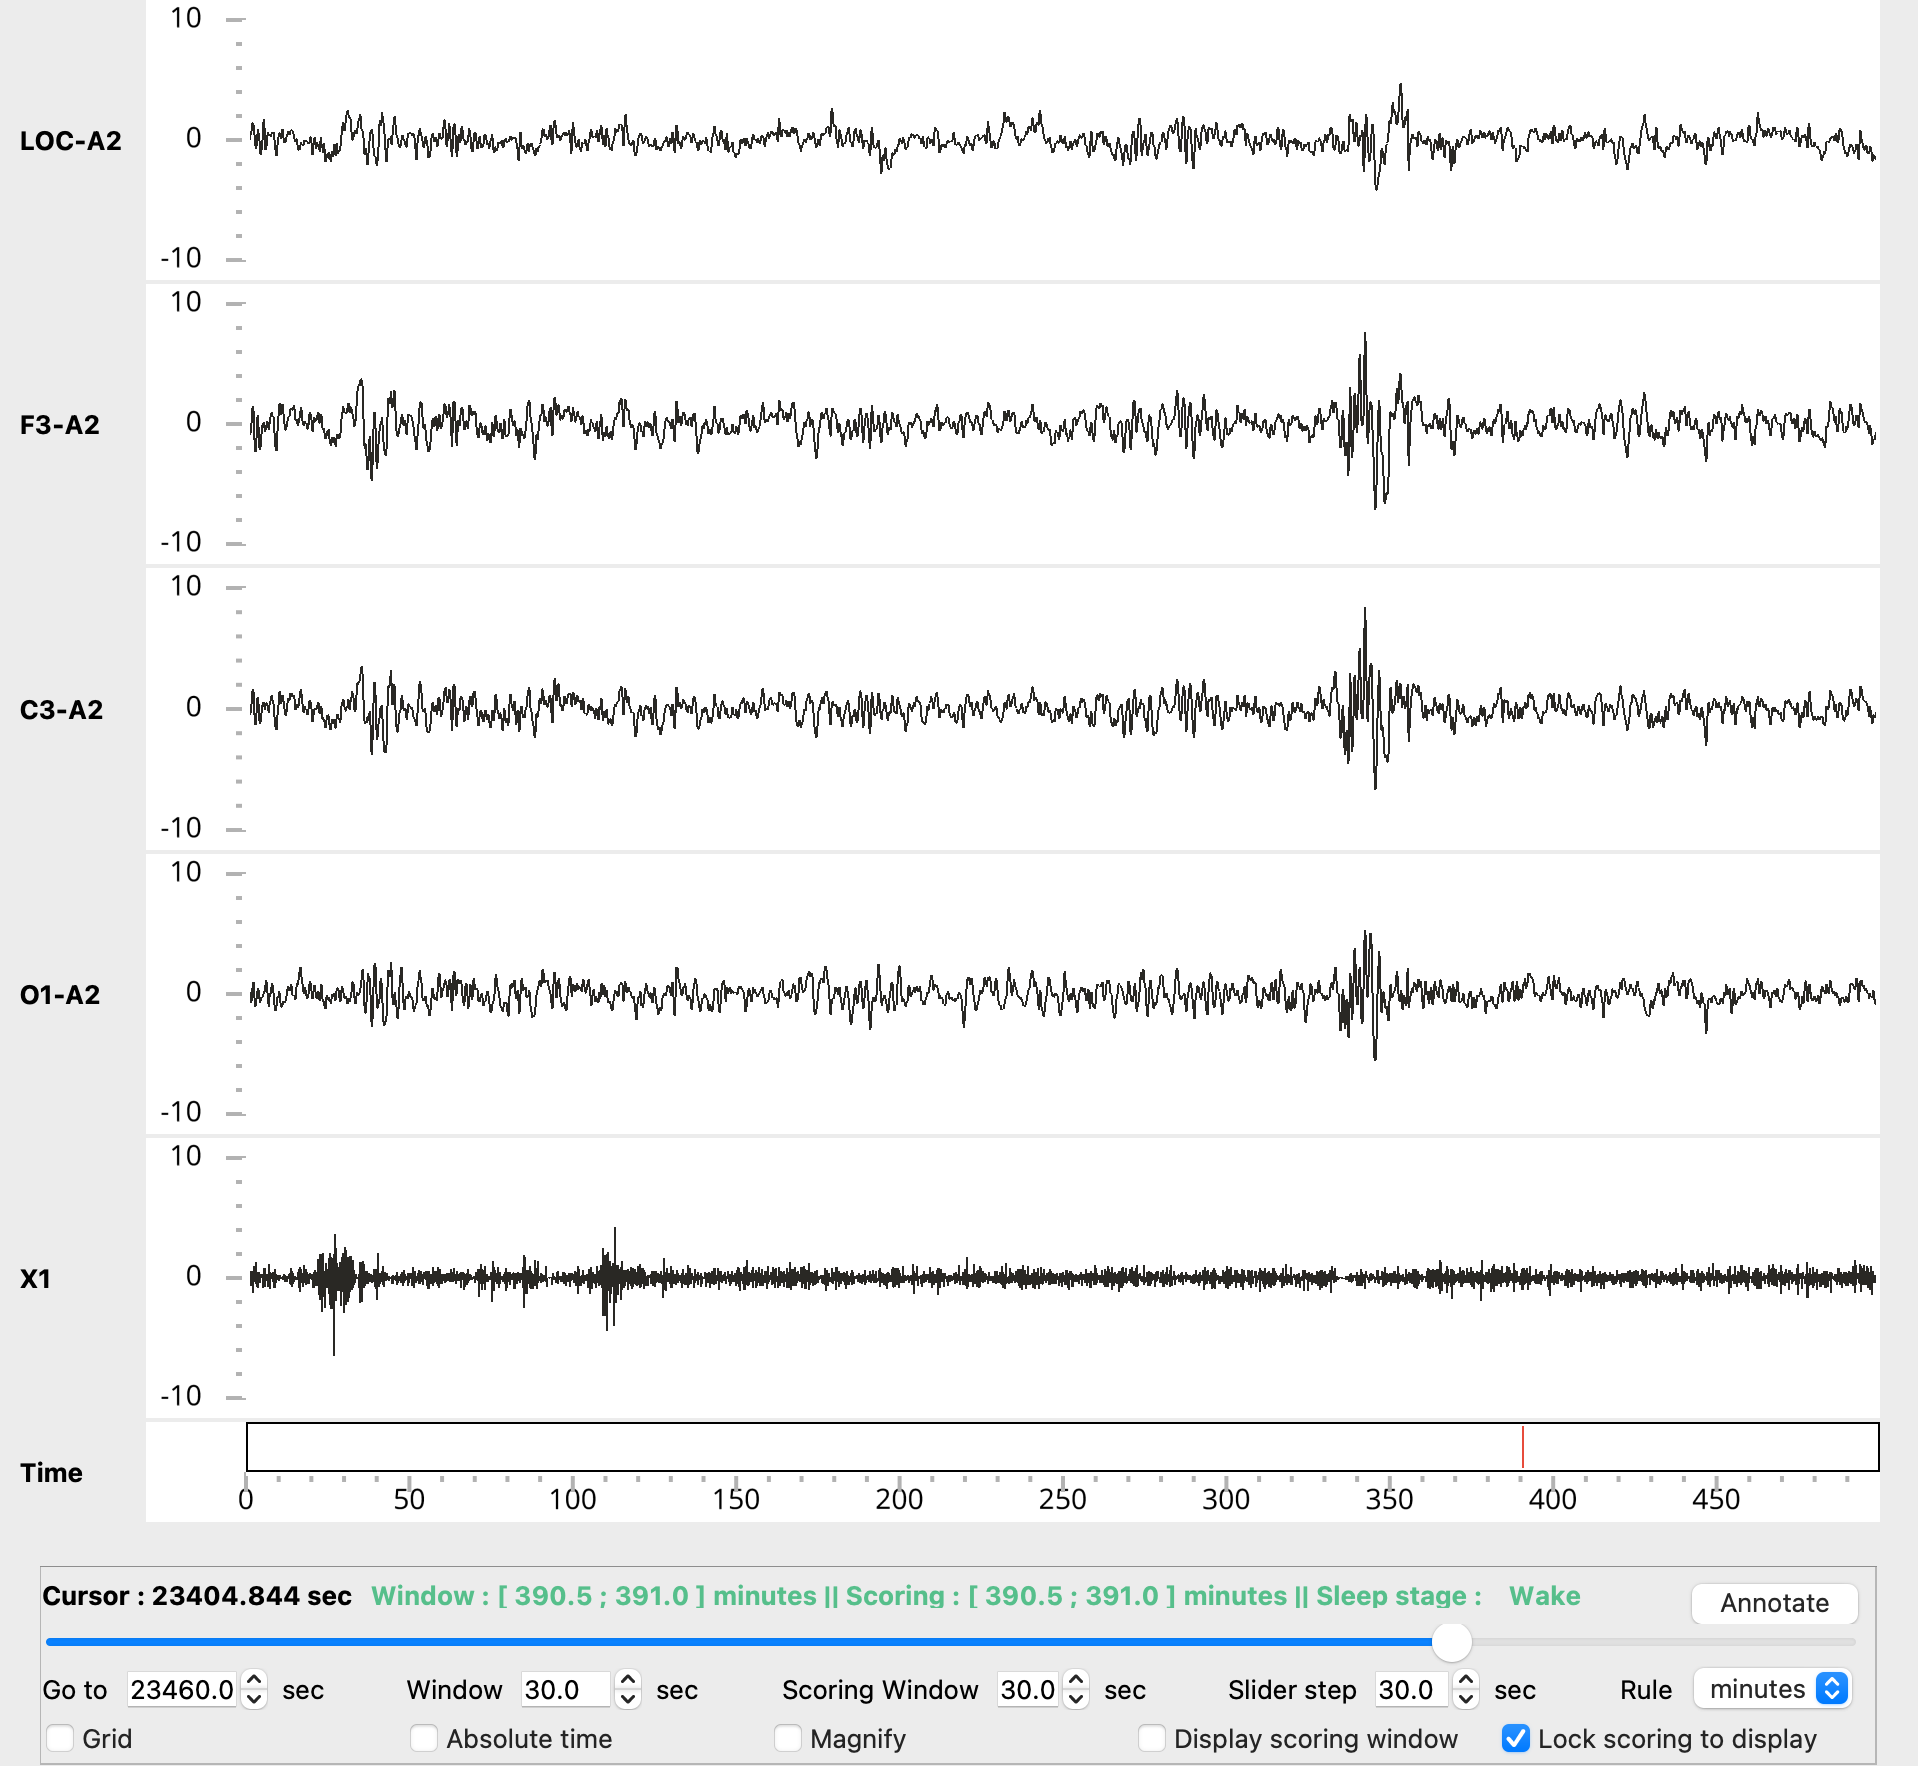 10
LOC-A2 0
-10
10
F3-A2 0
-10
10
C3-A2 0
-10
10
O1-A2 0
-10
10
X1 0
-10
Time
0 50 100 150 200 250 300 350 400 450
Cursor : 23404.844 sec Window : [ 390.5 ; 391.0 ] minutes || Scoring : [ 390.5 ; 391.0 ] minutes || Sleep stage : Wake Annotate
Go to 23460.0 sec Window 30.0 sec Scoring Window 30.0 sec Slider step 30.0 sec Rule minutes
Grid Absolute time Magnify Display scoring window Lock scoring to display